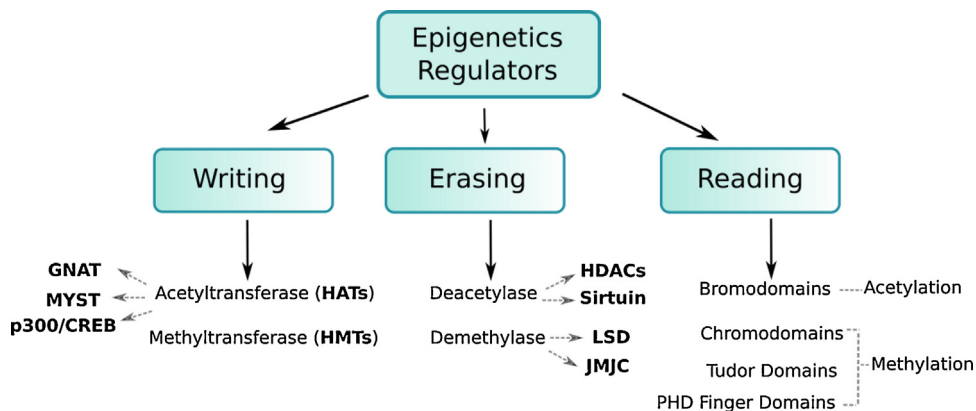 Epigenetics
Regulators
Writing
Erasing
Reading
GNAT
MYST
p300/CREB
Acetyltransferase (HATs)
Methyltransferase (HMTs)
Deacetylase
HDACs
Sirtuin
Demethylase
LSD
JMJC
Bromodomains
Acetylation
Chromodomains
Tudor Domains
PHD Finger Domains
Methylation